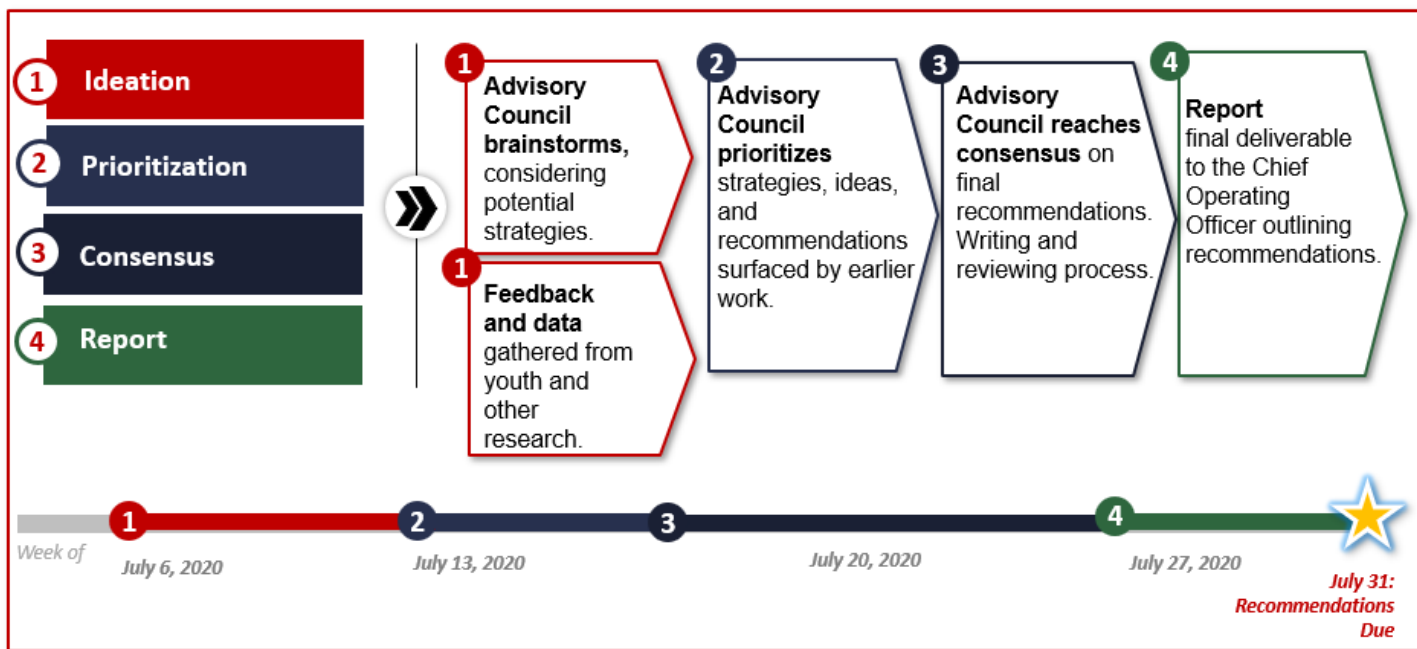 1
Ideation
2
Prioritization
3
Consensus
4
Report
1
Advisory
Council
brainstorms,
considering
potential
strategies.
1
Feedback
and data
gathered from
youth and
other
research.
2
Advisory
Council
prioritizes
strategies, ideas,
and
recommendations
surfaced by earlier
work.
3
Advisory
Council reaches
consensus on
final
recommendations.
Writing and
reviewing process.
4
Report
final deliverable
to the Chief
Operating
Officer outlining
recommendations.
1
2
3
4
Week of
July 6, 2020
July 13, 2020
July 20, 2020
July 27, 2020
July 31:
Recommendations
Due